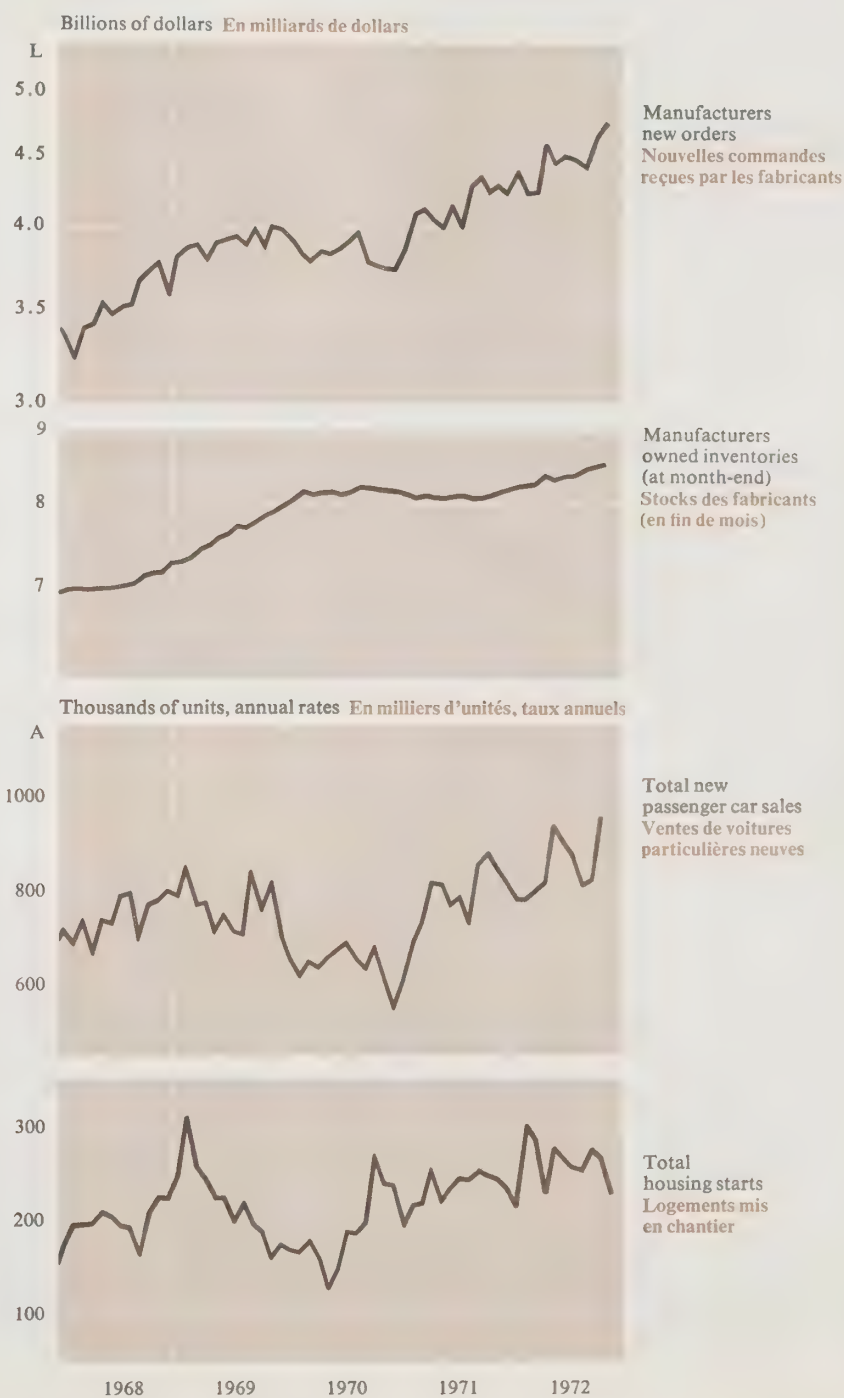 Billions of dollars En milliards de dollars
L
5.0
4.5
4.0
3.5
3.0
Manufacturers
new orders
Nouvelles commandes
reçues par les fabricants
9
8
7
Manufacturers
owned inventories
(at month-end)
Stocks des fabricants
(en fin de mois)
Thousands of units, annual rates En milliers d'unités, taux annuels
A
1000
800
600
Total new
passenger car sales
Ventes de voitures
particulières neuves
300
200
100
Total
housing starts
Logements mis
en chantier
1968 1969 1970 1971 1972